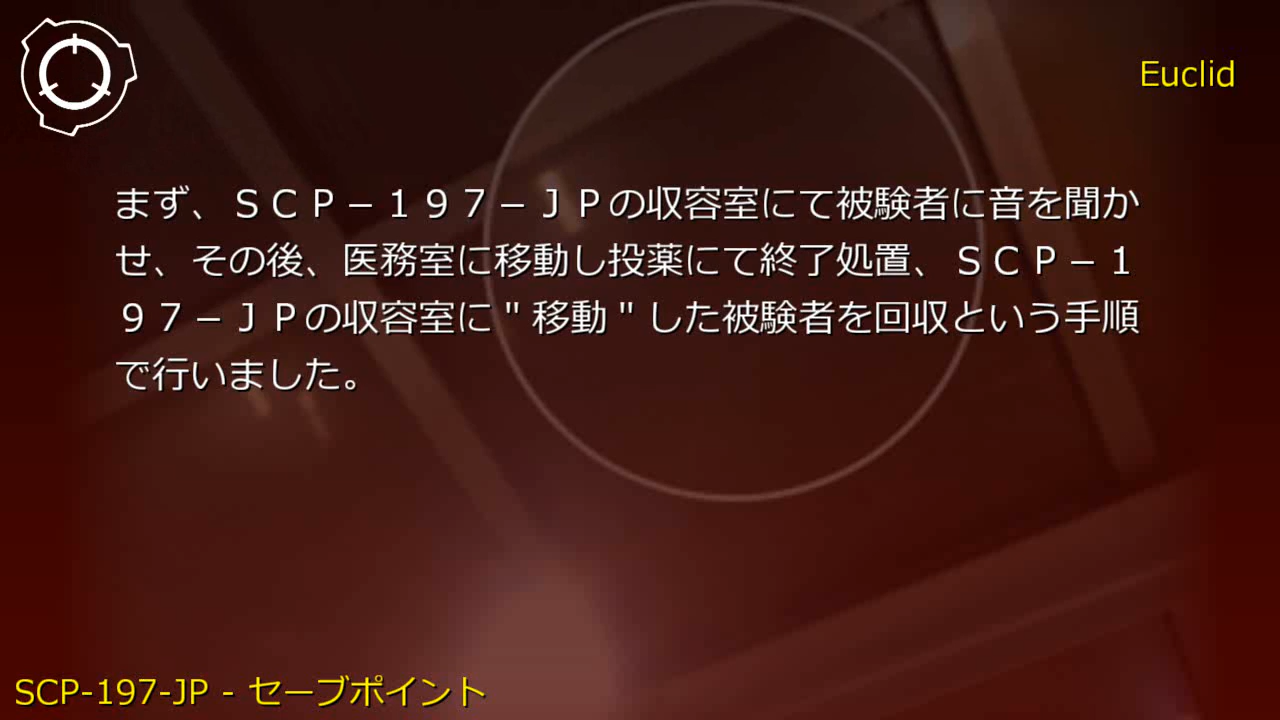 Euclid
まず、ＳＣＰ－１９７－ＪＰの収容室にて被験者に音を聞か
せ、その後、医務室に移動し投薬にて終了処置、ＳＣＰ－１
９７－ＪＰの収容室に＂移動＂した被験者を回収という手順
で行いました。
SCP-197-JP - セーブポイント